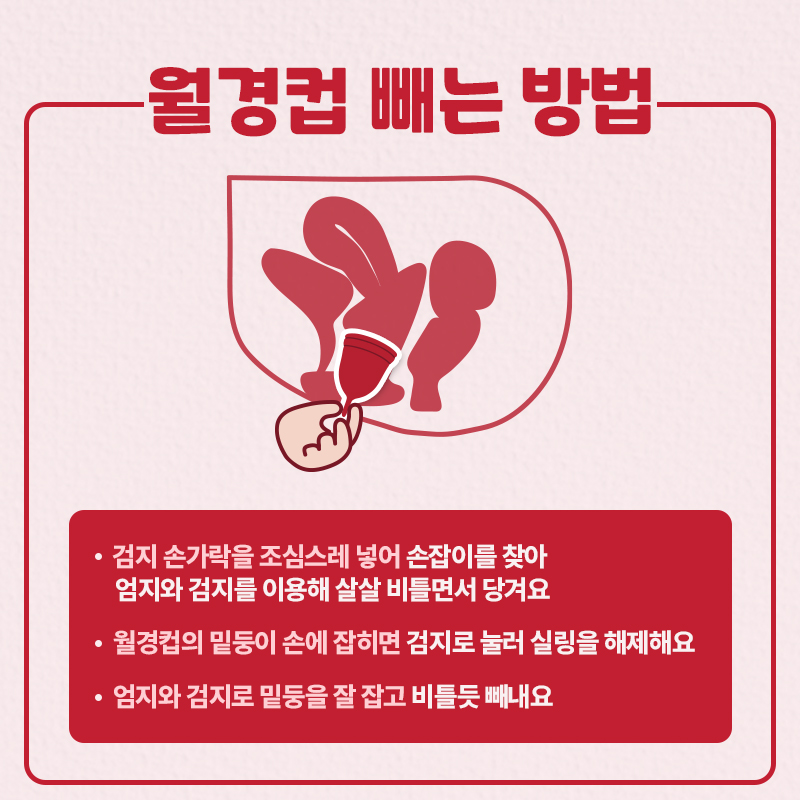 월경컵 빼는 방법
• 검지 손가락을 조심스레 넣어 손잡이를 찾아
엄지와 검지를 이용해 살살 비틀면서 당겨요
• 월경컵의 밑둥이 손에 잡히면 검지로 눌러 실링을 해제해요
• 엄지와 검지로 밑둥을 잘 잡고 비틀듯 빼내요